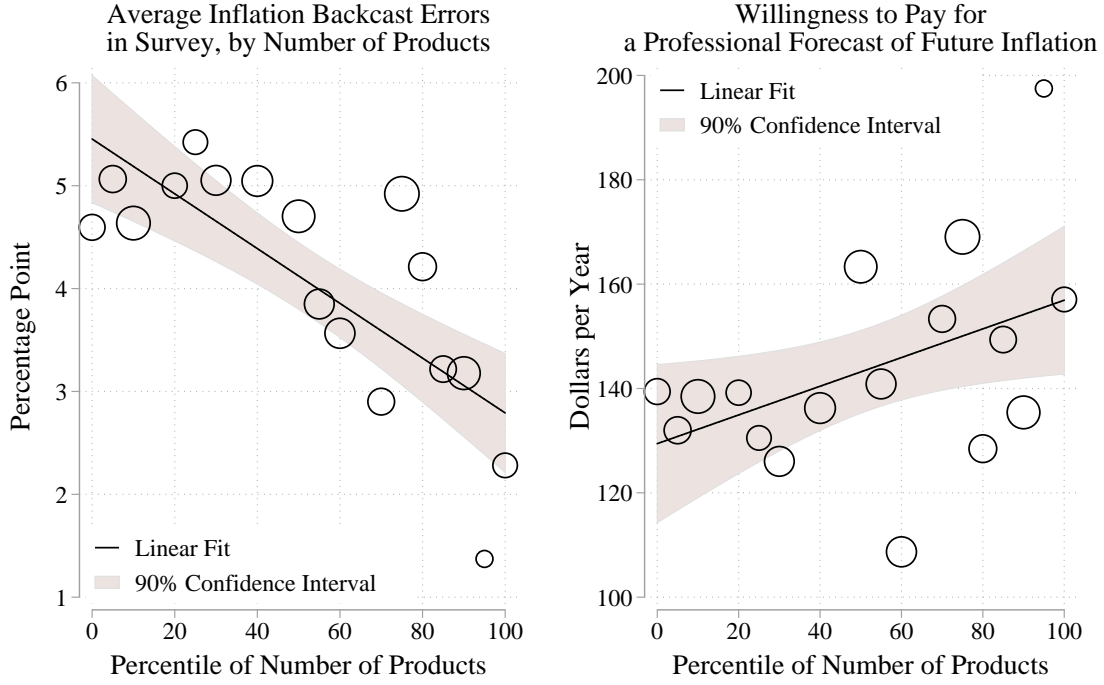 Average Inflation Backcast Errors
in Survey, by Number of Products
Percentage Point
6
5
4
3
2
1
Linear Fit
90% Confidence Interval
0 20 40 60 80 100
Percentile of Number of Products
Willingness to Pay for
a Professional Forecast of Future Inflation
Dollars per Year
200
180
160
140
120
100
Linear Fit
90% Confidence Interval
0 20 40 60 80 100
Percentile of Number of Products